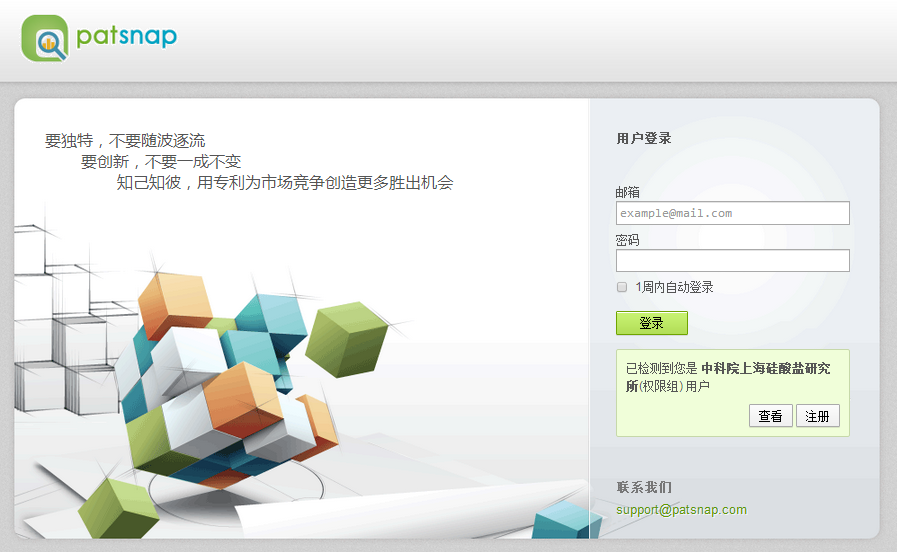 patsnap
要独特，不要随波逐流
要创新，不要一成不变
知己知彼，用专利为市场竞争创造更多胜出机会
用户登录
邮箱
example@mail.com
密码
1周内自动登录
登录
已检测到您是 中科院上海硅酸盐研究
所(权限组) 用户
查看 注册
联系我们
support@patsnap.com